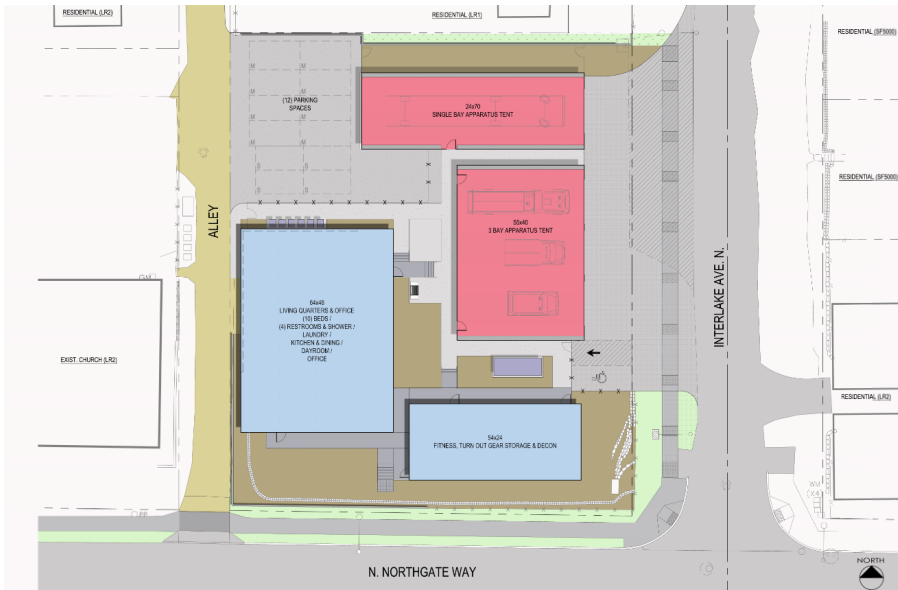 RESIDENTIAL (LR2)
RESIDENTIAL (LR1)
RESIDENTIAL (SF5000)
M M
M M
(12) PARKING
SPACES
M M
24x70
SINGLE BAY APPARATUS TENT
M M
S S
S S
RESIDENTIAL (SF5000)
ALLEY
55x40
3 BAY APPARATUS TENT
INTERLAKE AVE. N.
GM
64x48
LIVING QUARTERS & OFFICE
(10) BEDS /
(4) RESTROOMS & SHOWER /
LAUNDRY /
KITCHEN & DINING /
DAYROOM /
OFFICE
EXIST. CHURCH (LR2)
RESIDENTIAL (LR2)
54x24
FITNESS, TURN OUT GEAR STORAGE & DECON
N. NORTHGATE WAY
NORTH